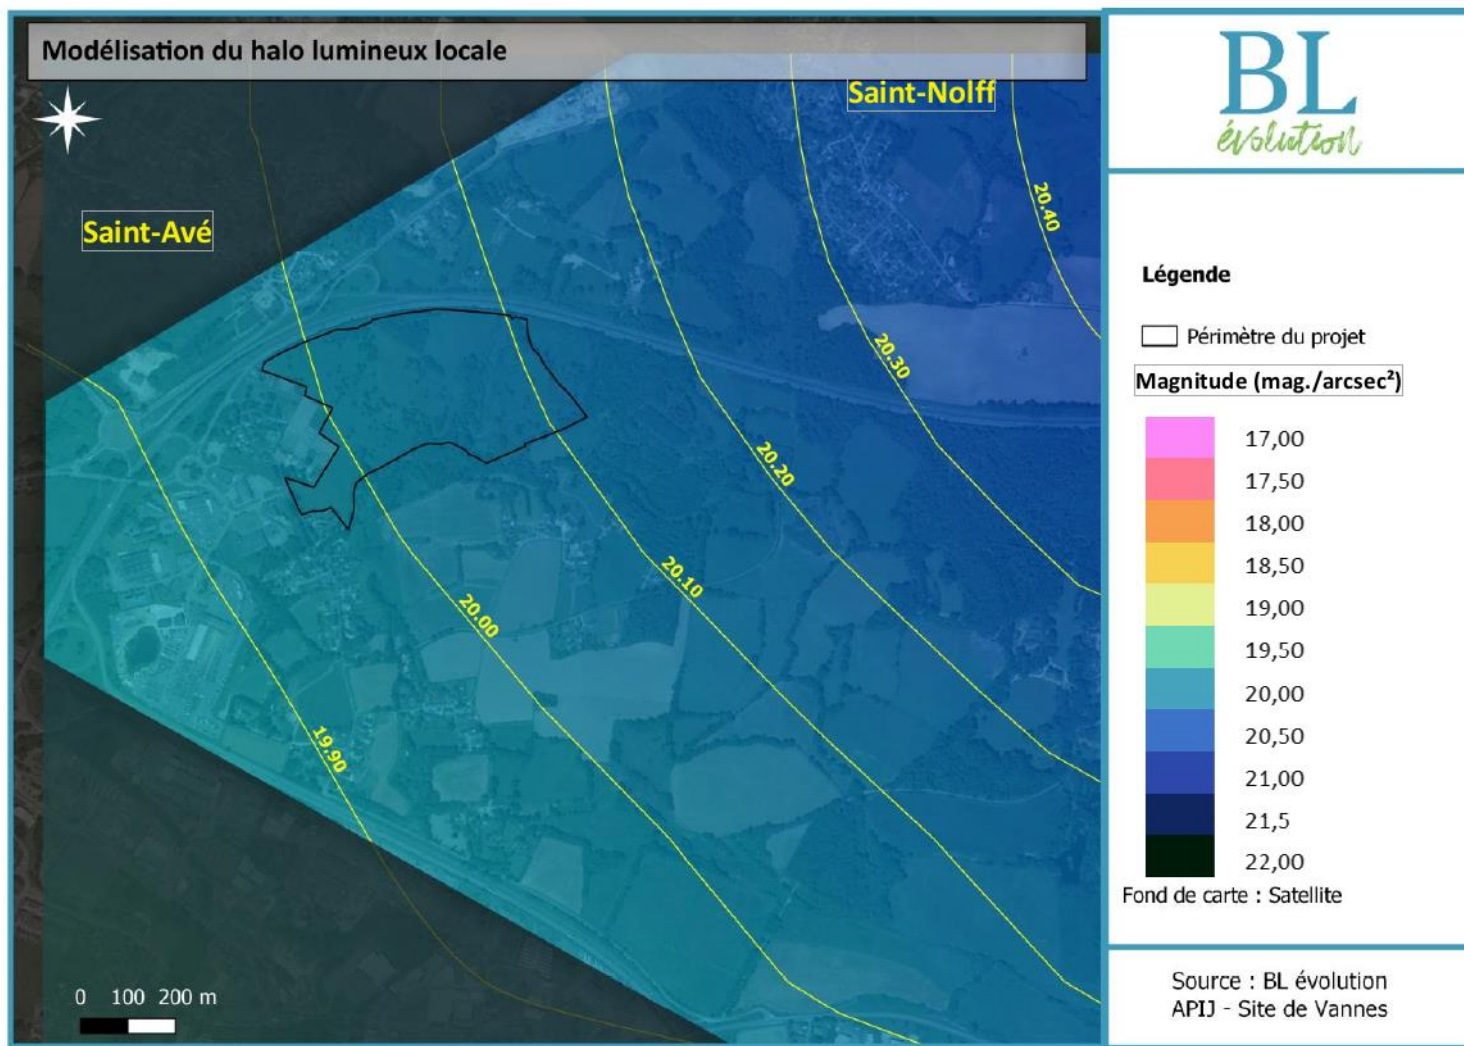 Modélisation du halo lumineux locale
Saint-Nolff
Saint-Avé
20.40
20.30
20.20
20.10
20.00
19.90
0 100 200 m
BL
évolution
Légende
Périmètre du projet
Magnitude (mag./arcsec²)
17,00
17,50
18,00
18,50
19,00
19,50
20,00
20,50
21,00
21,5
22,00
Fond de carte : Satellite
Source : BL évolution
APIJ - Site de Vannes